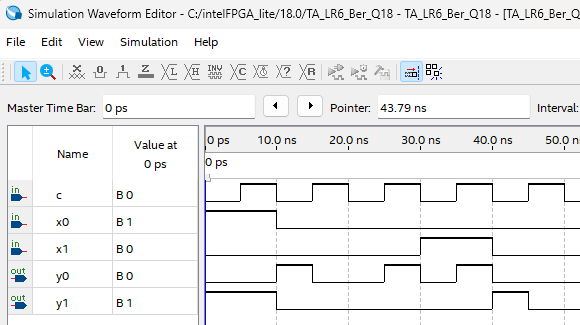 Simulation Waveform Editor - C:/intelFPGA_lite/18.0/TA_LR6_Ber_Q18 - TA_LR6_Ber_Q18 - [TA_LR6_Ber_
File Edit View Simulation Help
Master Time Bar: 0 ps Pointer: 43.79 ns Interval:
Name Value at 0 ps 0 ps 10.0 ns 20.0 ns 30.0 ns 40.0 ns 50.0 n
0 ps
in c B 0
in x0 B 1
in x1 B 0
out y0 B 0
out y1 B 1